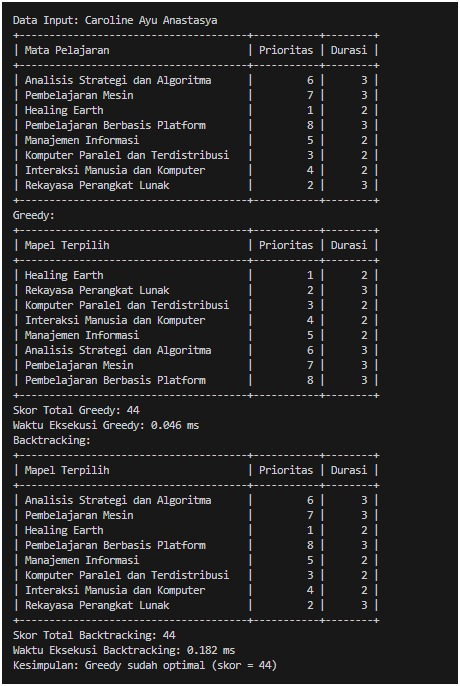 Data Input: Caroline Ayu Anastasya
+-------------------------------------+-----------+--------+
| Mata Pelajaran                      | Prioritas | Durasi |
+-------------------------------------+-----------+--------+
| Analisis Strategi dan Algoritma     |         6 |      3 |
| Pembelajaran Mesin                  |         7 |      3 |
| Healing Earth                       |         1 |      2 |
| Pembelajaran Berbasis Platform      |         8 |      3 |
| Manajemen Informasi                 |         5 |      2 |
| Komputer Paralel dan Terdistribusi  |         3 |      2 |
| Interaksi Manusia dan Komputer      |         4 |      2 |
| Rekayasa Perangkat Lunak            |         2 |      3 |
+-------------------------------------+-----------+--------+
Greedy:
+-------------------------------------+-----------+--------+
| Mapel Terpilih                      | Prioritas | Durasi |
+-------------------------------------+-----------+--------+
| Healing Earth                       |         1 |      2 |
| Rekayasa Perangkat Lunak            |         2 |      3 |
| Komputer Paralel dan Terdistribusi  |         3 |      2 |
| Interaksi Manusia dan Komputer      |         4 |      2 |
| Manajemen Informasi                 |         5 |      2 |
| Analisis Strategi dan Algoritma     |         6 |      3 |
| Pembelajaran Mesin                  |         7 |      3 |
| Pembelajaran Berbasis Platform      |         8 |      3 |
+-------------------------------------+-----------+--------+
Skor Total Greedy: 44
Waktu Eksekusi Greedy: 0.046 ms
Backtracking:
+-------------------------------------+-----------+--------+
| Mapel Terpilih                      | Prioritas | Durasi |
+-------------------------------------+-----------+--------+
| Analisis Strategi dan Algoritma     |         6 |      3 |
| Pembelajaran Mesin                  |         7 |      3 |
| Healing Earth                       |         1 |      2 |
| Pembelajaran Berbasis Platform      |         8 |      3 |
| Manajemen Informasi                 |         5 |      2 |
| Komputer Paralel dan Terdistribusi  |         3 |      2 |
| Interaksi Manusia dan Komputer      |         4 |      2 |
| Rekayasa Perangkat Lunak            |         2 |      3 |
+-------------------------------------+-----------+--------+
Skor Total Backtracking: 44
Waktu Eksekusi Backtracking: 0.182 ms
Kesimpulan: Greedy sudah optimal (skor = 44)